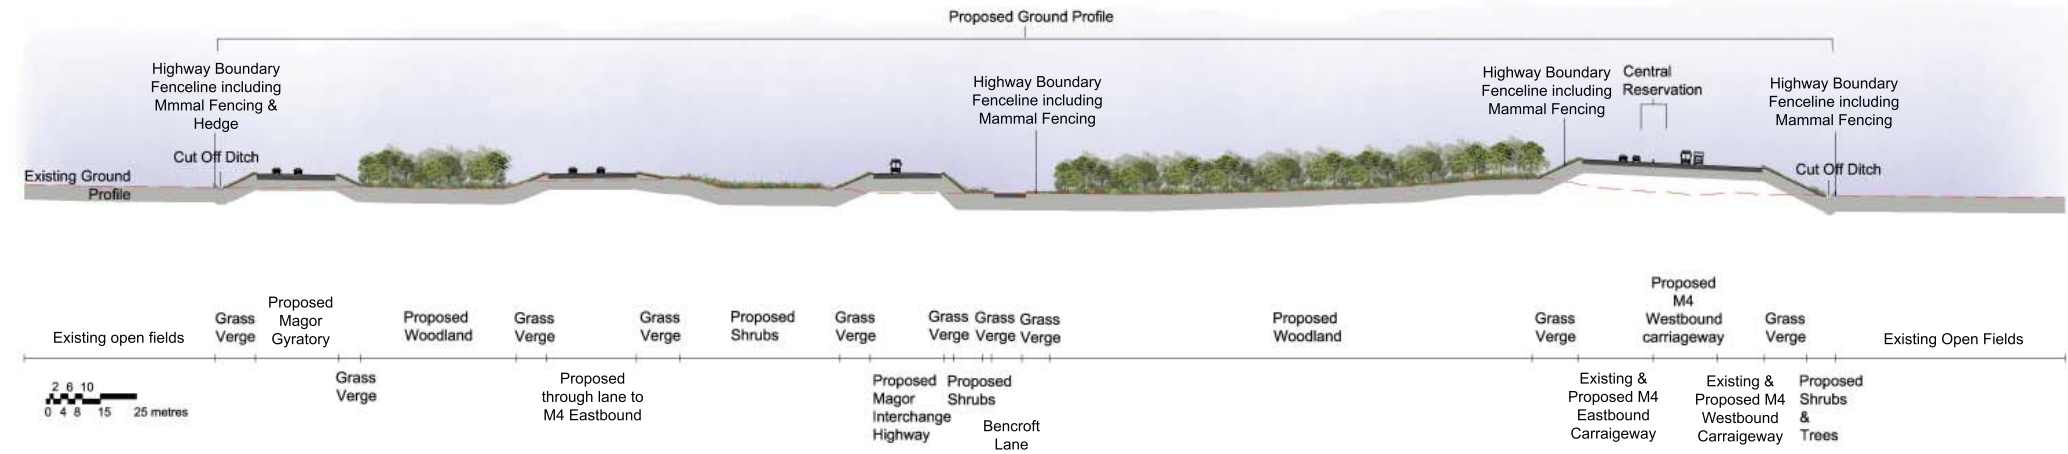 Proposed Ground Profile
Highway Boundary
Fenceline including
Mmmal Fencing &
Hedge
Cut Off Ditch
Existing Ground
Profile
Highway Boundary
Fenceline including
Mammal Fencing
Highway Boundary
Fenceline including
Mammal Fencing
Central
Reservation
Highway Boundary
Fenceline including
Mammal Fencing
Cut Off Ditch
Existing open fields
Grass
Verge
Proposed
Magor
Gyratory
Grass
Verge
Proposed
Woodland
Grass
Verge
Proposed
through lane to
M4 Eastbound
Grass
Verge
Proposed
Shrubs
Grass
Verge
Proposed
Magor
Interchange
Highway
Grass
Verge
Proposed
Shrubs
Grass
Verge
Bencroft
Lane
Grass
Verge
Proposed
Woodland
Grass
Verge
Existing &
Proposed M4
Eastbound
Carraigeway
Proposed
M4
Westbound
carriageway
Existing &
Proposed M4
Westbound
Carraigeway
Grass
Verge
Proposed
Shrubs
&
Trees
Existing Open Fields
2 6 10
0 4 8 15 25 metres